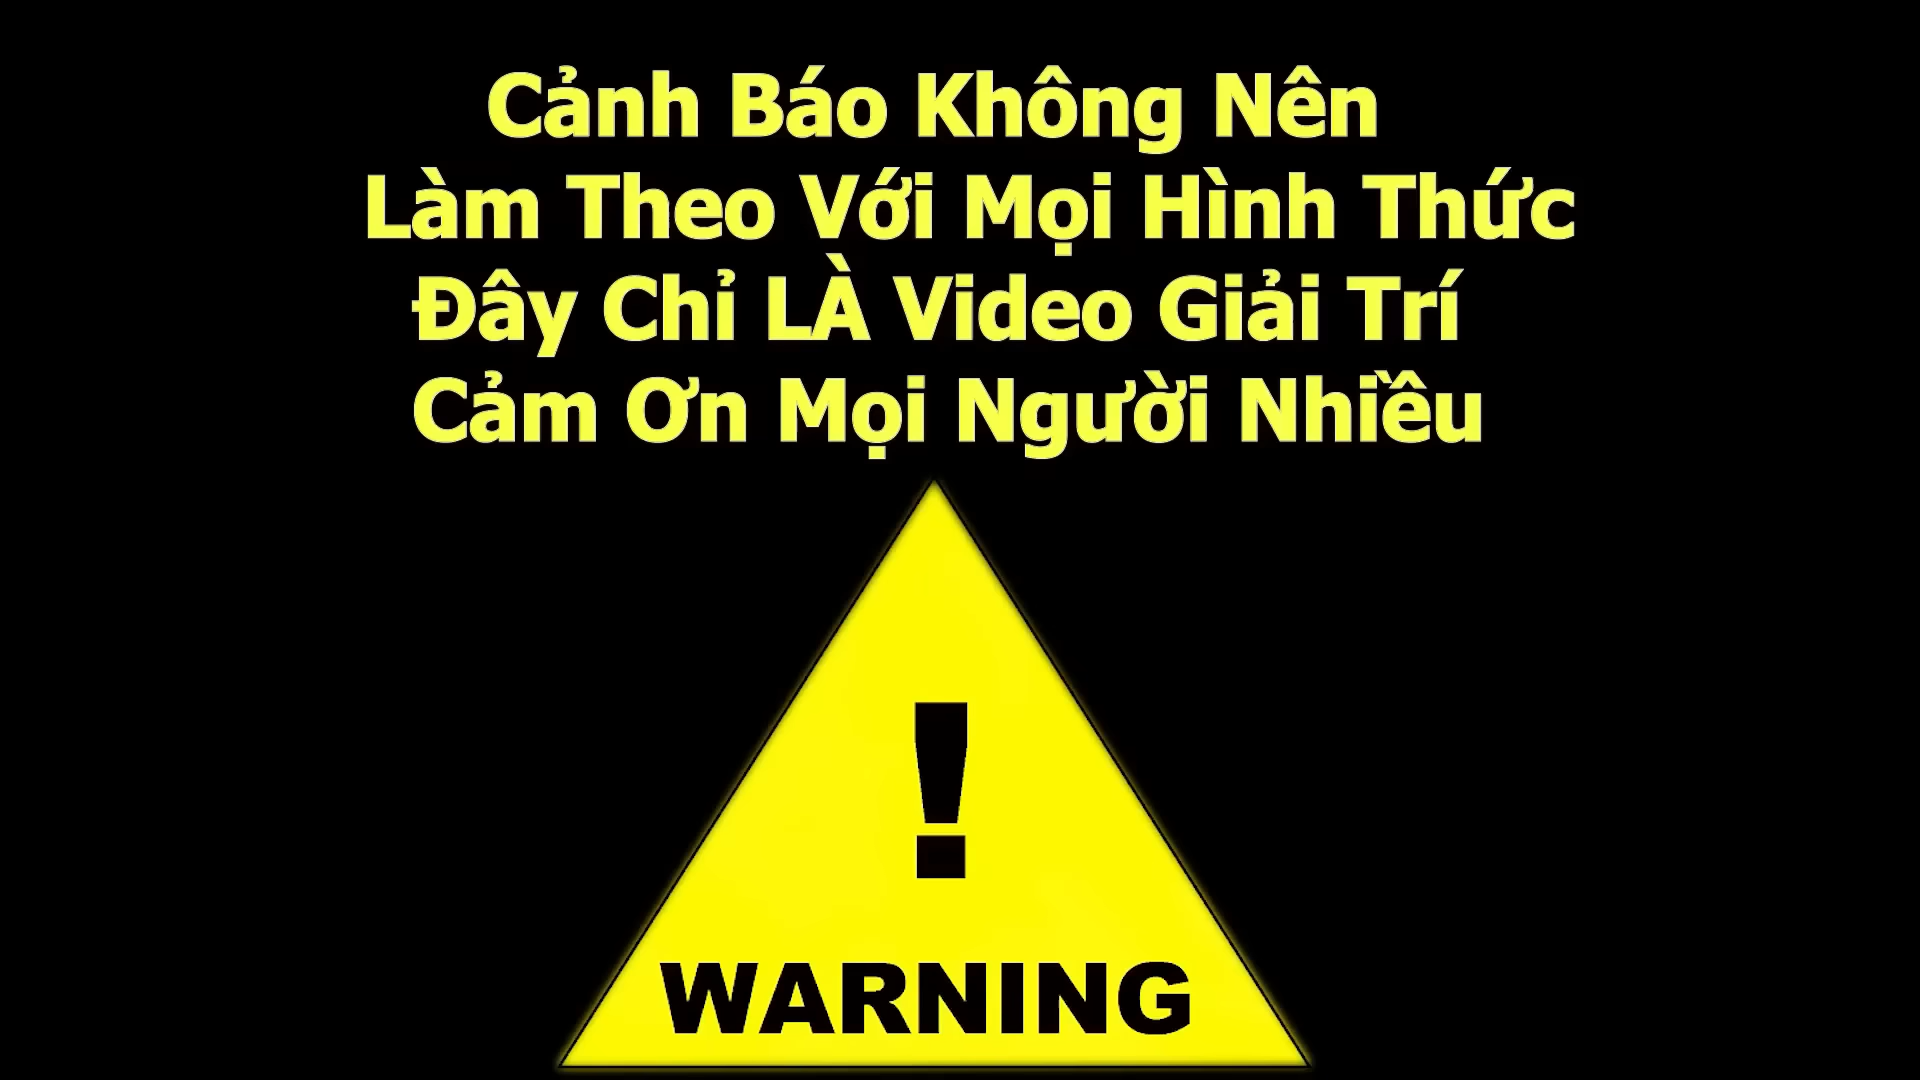 Cảnh Báo Không Nên
Làm Theo Với Mọi Hình Thức
Đây Chỉ LÀ Video Giải Trí
Cảm Ơn Mọi Người Nhiều
!
WARNING